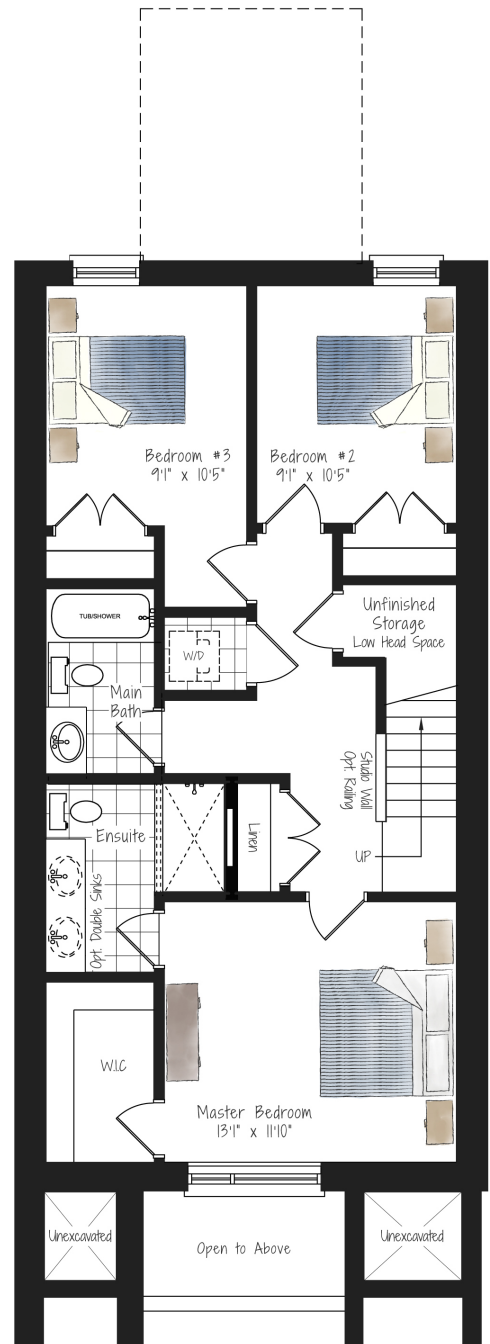 Bedroom #3
9'1" x 10'5"
Bedroom #2
9'1" x 10'5"
TUB/SHOWER
Unfinished
Storage
Low Head Space
W/D
Main
Bath
Studio Wall
Opt. Railing
Ensuite
Linen
UP
Opt. Double Sinks
W.I.C
Master Bedroom
13'1" x 11'10"
Unexcavated
Open to Above
Unexcavated